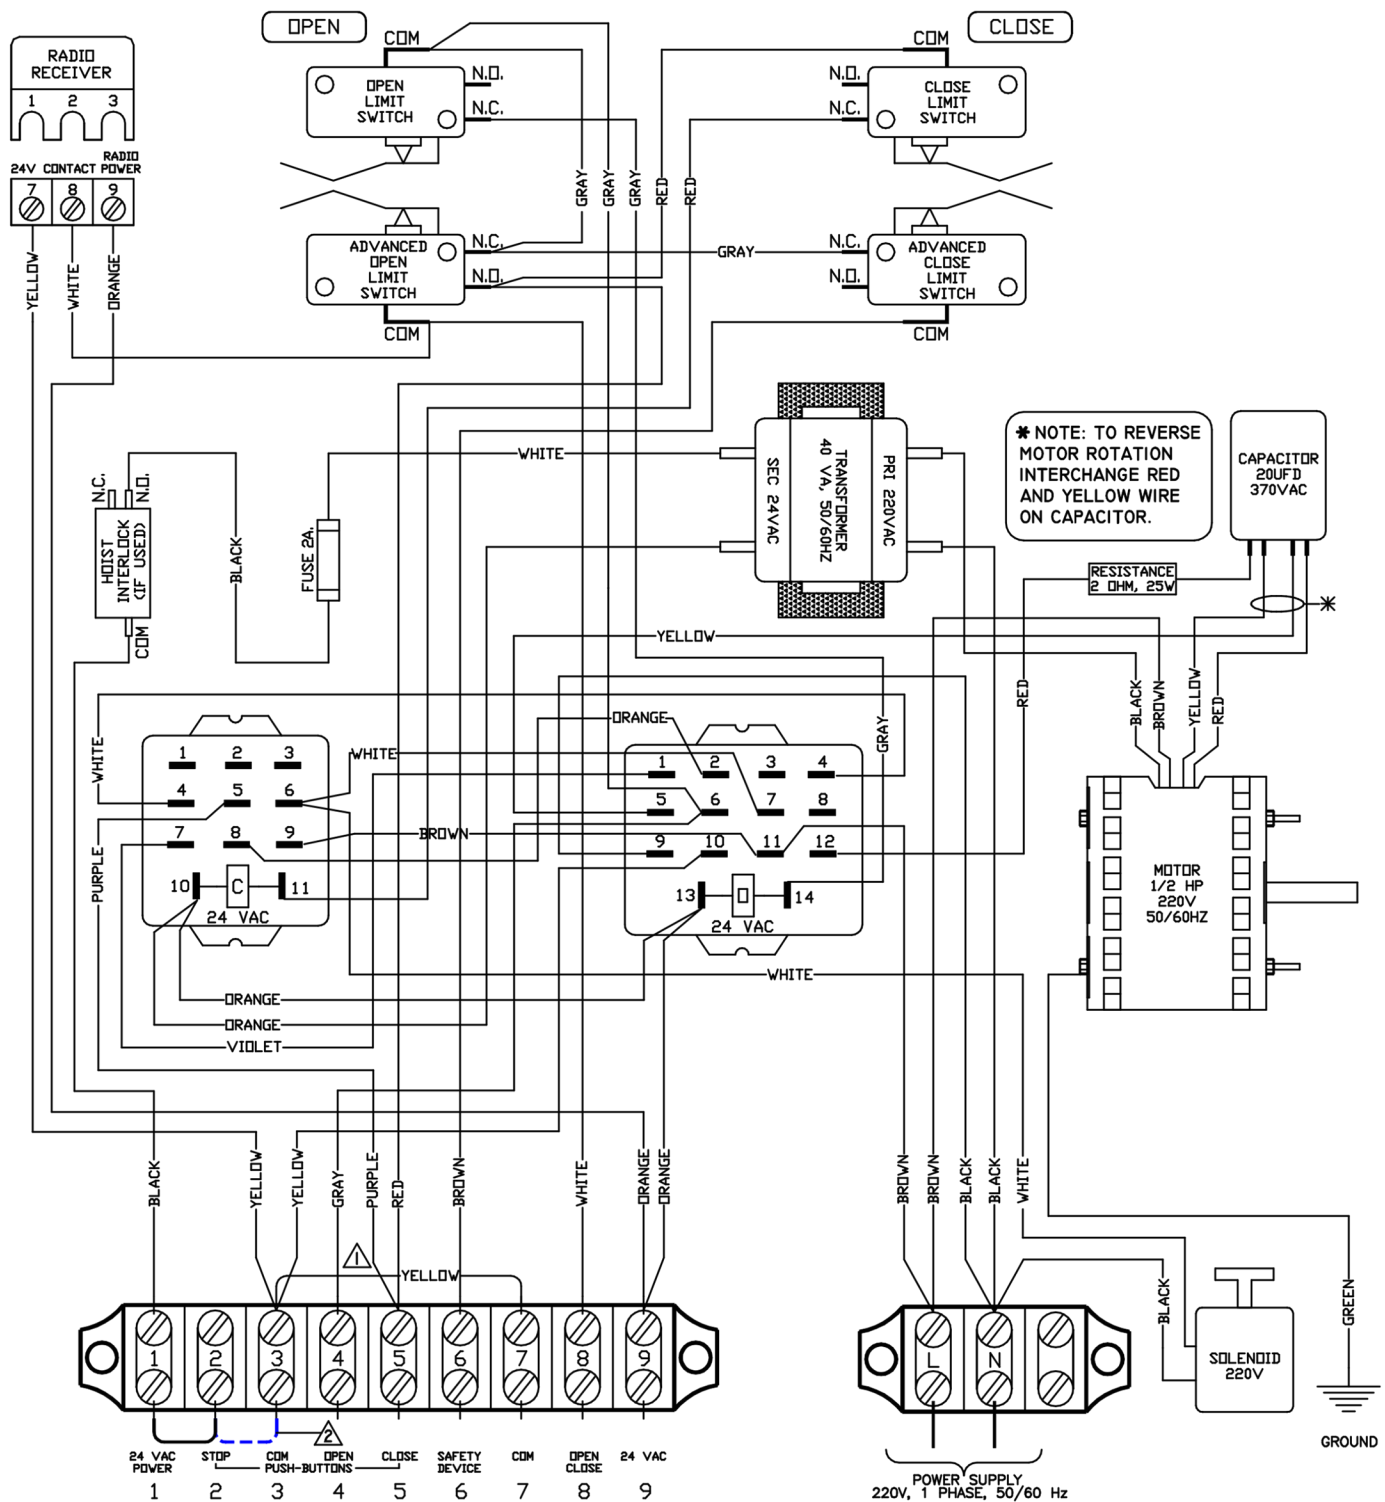 OPEN
CLOSE
RADIO
RECEIVER
1 2 3
24V CONTACT RADIO POWER
7 8 9
YELLOW
WHITE
ORANGE
COM
OPEN
LIMIT
SWITCH
N.O.
N.C.
COM
CLOSE
LIMIT
SWITCH
N.O.
N.C.
GRAY
GRAY
GRAY
RED
RED
ADVANCED
OPEN
LIMIT
SWITCH
N.C.
N.O.
COM
GRAY
ADVANCED
CLOSE
LIMIT
SWITCH
N.C.
N.O.
COM
N.C.
N.O.
HOIST
INTERLOCK
(IF USED)
COM
BLACK
FUSE 2A.
WHITE
SEC 24VAC
TRANSFORMER
40 VA, 50/60HZ
PRI 220VAC
* NOTE: TO REVERSE
MOTOR ROTATION
INTERCHANGE RED
AND YELLOW WIRE
ON CAPACITOR.
CAPACITOR
20UFD
370VAC
RESISTANCE
2 OHM, 25W
*
YELLOW
RED
BLACK
BROWN
YELLOW
RED
WHITE
PURPLE
1 2 3
4 5 6
7 8 9
10 C 11
24 VAC
WHITE
BROWN
ORANGE
GRAY
1 2 3 4
5 6 7 8
9 10 11 12
13 O 14
24 VAC
MOTOR
1/2 HP
220V
50/60HZ
WHITE
ORANGE
ORANGE
VIOLET
BLACK
YELLOW
YELLOW
GRAY
PURPLE
RED
BROWN
WHITE
ORANGE
ORANGE
BROWN
BROWN
BLACK
BLACK
WHITE
1
YELLOW
1 2 3 4 5 6 7 8 9
L N
BLACK
SOLENOID
220V
GREEN
GROUND
2
24 VAC
POWER
STOP
COM
OPEN
CLOSE
PUSH-BUTTONS
SAFETY
DEVICE
COM
OPEN
CLOSE
24 VAC
1 2 3 4 5 6 7 8 9
POWER SUPPLY
220V, 1 PHASE, 50/60 Hz